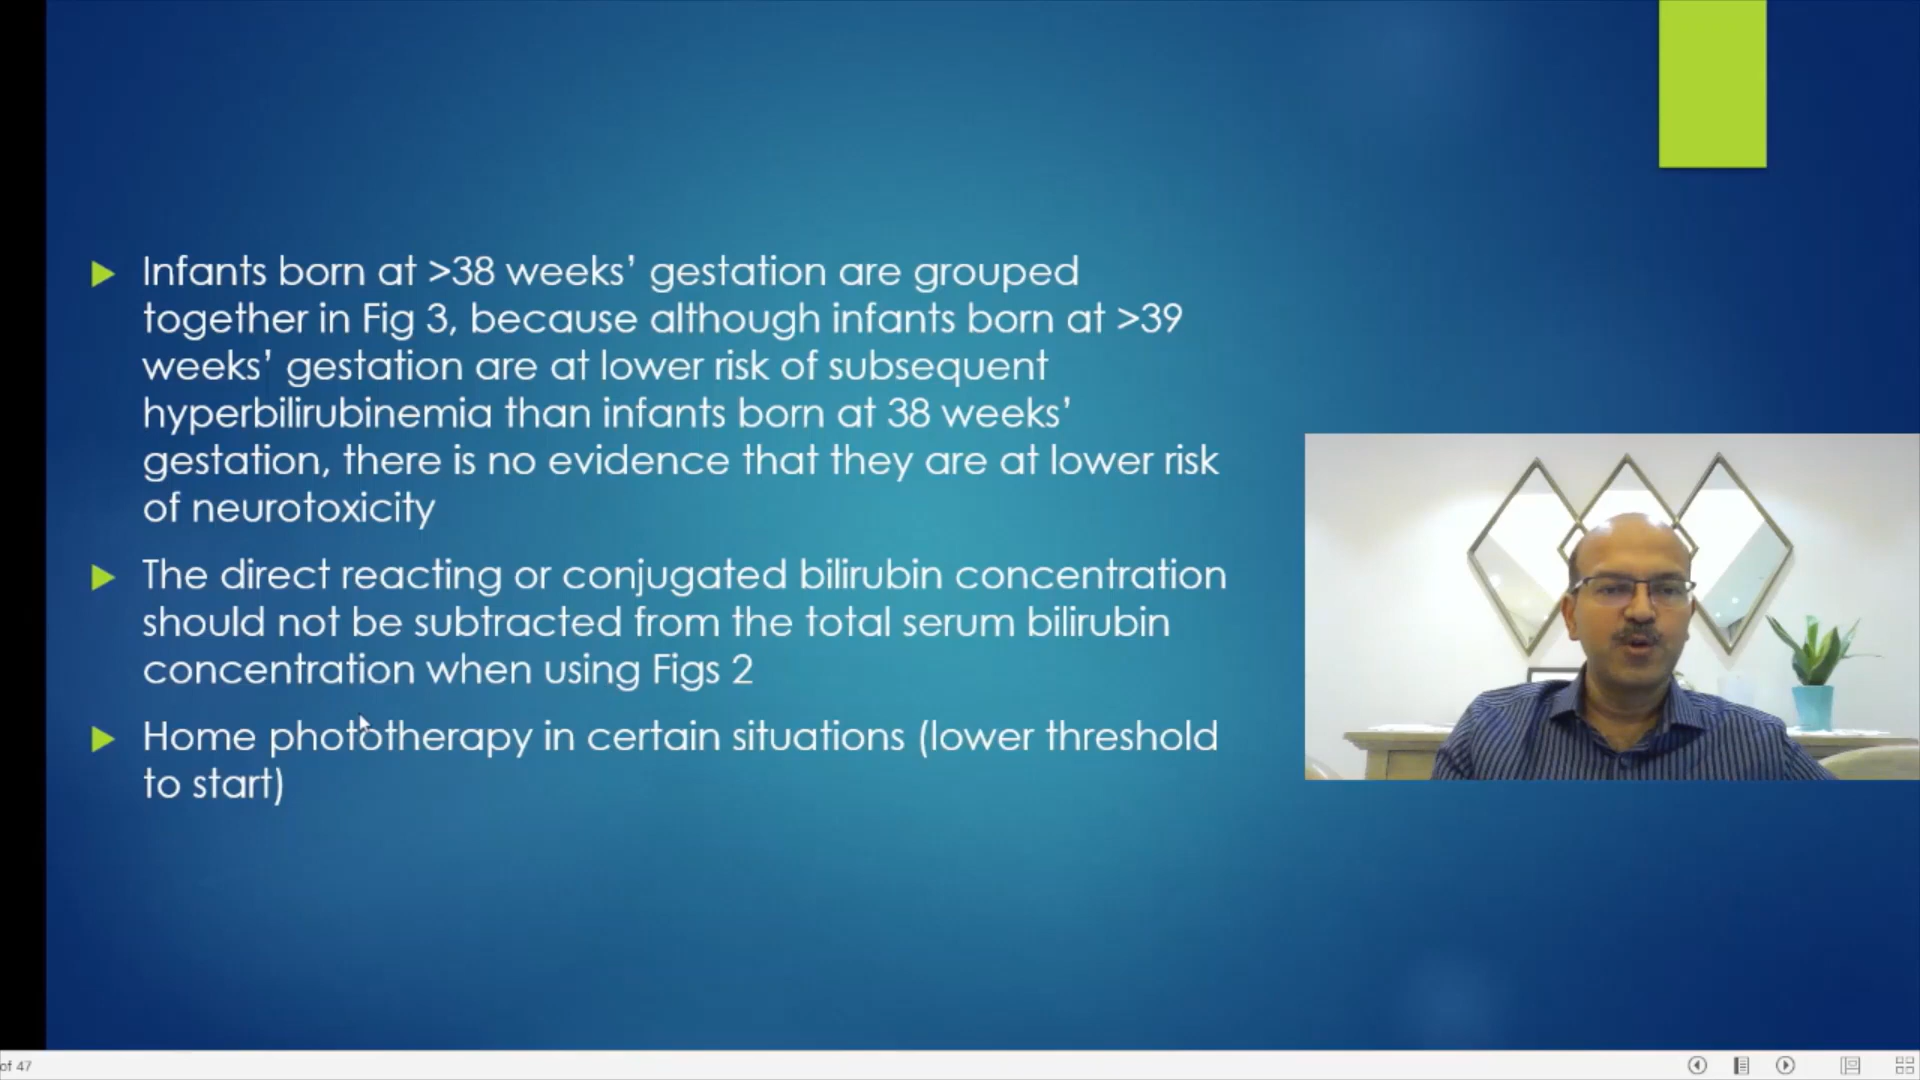 Infants born at >38 weeks’ gestation are grouped
together in Fig 3, because although infants born at >39
weeks’ gestation are at lower risk of subsequent
hyperbilirubinemia than infants born at 38 weeks’
gestation, there is no evidence that they are at lower risk
of neurotoxicity
The direct reacting or conjugated bilirubin concentration
should not be subtracted from the total serum bilirubin
concentration when using Figs 2
Home phototherapy in certain situations (lower threshold
to start)
of 47